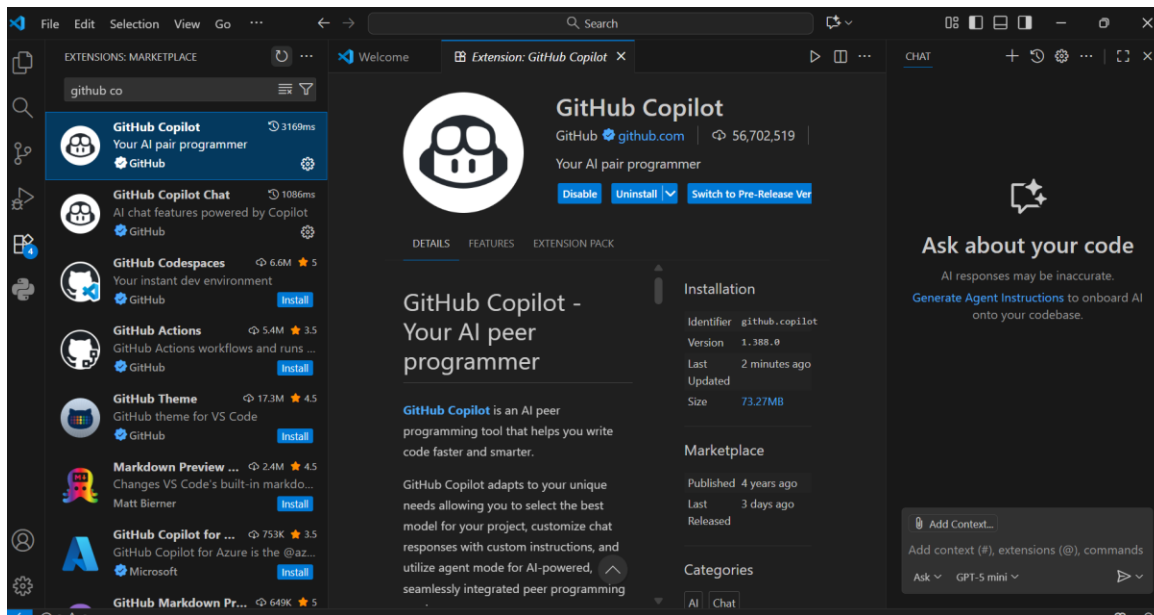 File Edit Selection View Go ···
Search
EXTENSIONS: MARKETPLACE
github co
GitHub Copilot 3169ms
Your AI pair programmer
GitHub
GitHub Copilot Chat 1086ms
AI chat features powered by Copilot
GitHub
GitHub Codespaces 6.6M 5
Your instant dev environment
GitHub Install
GitHub Actions 5.4M 3.5
GitHub Actions workflows and runs ...
GitHub Install
GitHub Theme 17.3M 4.5
GitHub theme for VS Code
GitHub Install
Markdown Preview ... 2.4M 4.5
Changes VS Code's built-in markdo...
Matt Bierner Install
GitHub Copilot for ... 753K 3.5
GitHub Copilot for Azure is the @az...
Microsoft Install
GitHub Markdown Pr... 649K 5
4
Welcome Extension: GitHub Copilot
GitHub Copilot
GitHub github.com 56,702,519
Your AI pair programmer
Disable Uninstall Switch to Pre-Release Ver
DETAILS FEATURES EXTENSION PACK
GitHub Copilot -
Your AI peer
programmer
GitHub Copilot is an AI peer
programming tool that helps you write
code faster and smarter.
GitHub Copilot adapts to your unique
needs allowing you to select the best
model for your project, customize chat
responses with custom instructions, and
utilize agent mode for AI-powered,
seamlessly integrated peer programming
Installation
Identifier github.copilot
Version 1.388.0
Last 2 minutes ago
Updated
Size 73.27MB
Marketplace
Published 4 years ago
Last 3 days ago
Released
Categories
AI Chat
CHAT
Ask about your code
AI responses may be inaccurate.
Generate Agent Instructions to onboard AI
onto your codebase.
Add Context...
Add context (#), extensions (@), commands
Ask GPT-5 mini